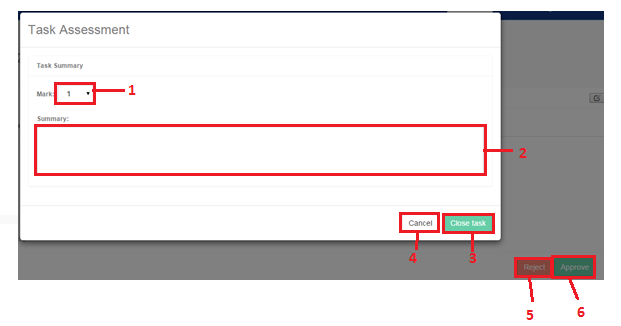 Task Assessment
Task Summary
Mark: 1 1
Summary:
2
Cancel Close task
4 3
Reject Approve
5 6